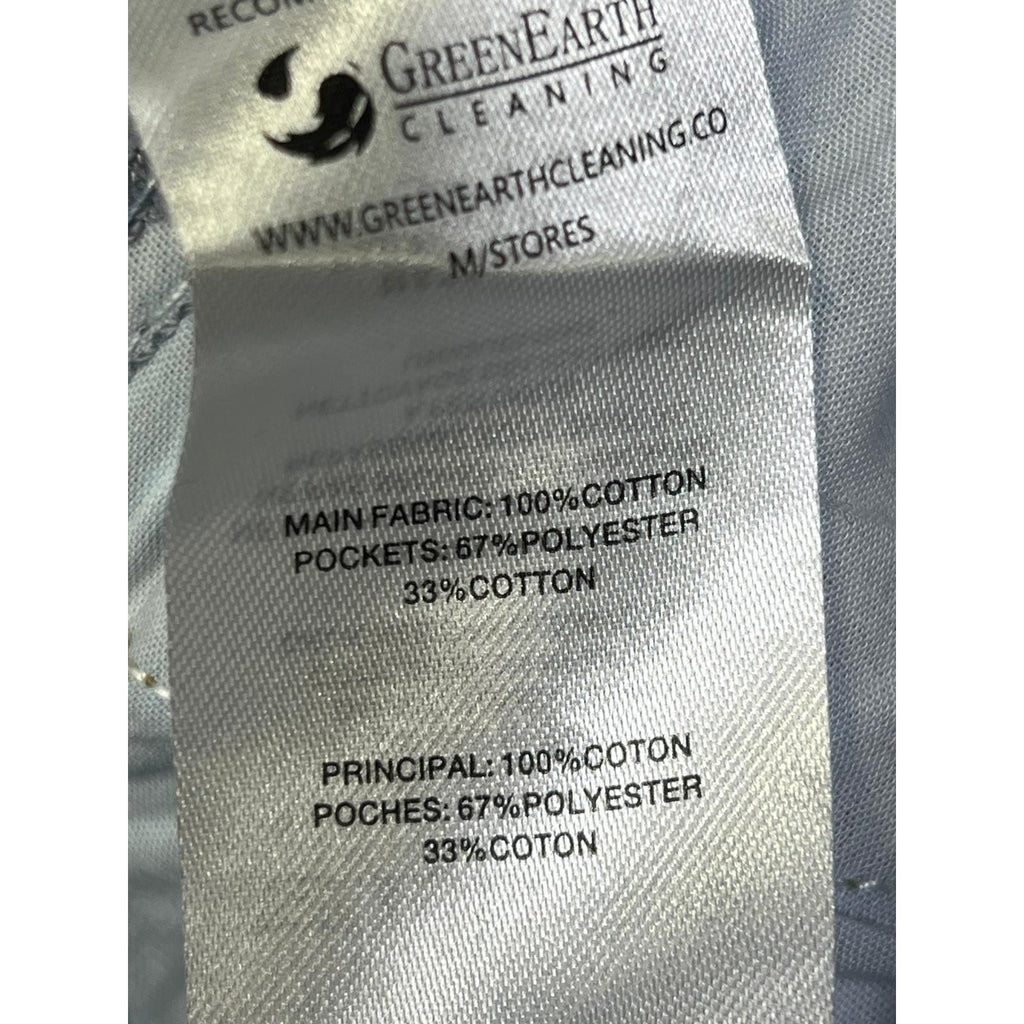 GREENEARTH
CLEANING
WWW.GREENEARTHCLEANING.CO
M/STORES
MAIN FABRIC: 100%COTTON
POCKETS: 67%POLYESTER
33%COTTON
PRINCIPAL: 100%COTON
POCHES: 67%POLYESTER
33%COTON